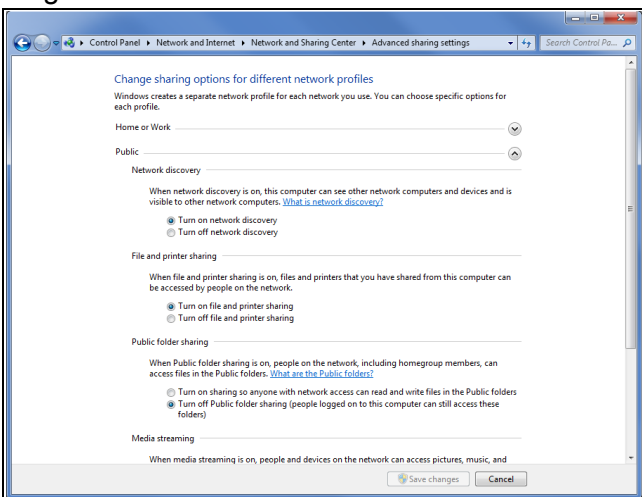 Control Panel ▸ Network and Internet ▸ Network and Sharing Center ▸ Advanced sharing settings
Search Control Pa...
Change sharing options for different network profiles
Windows creates a separate network profile for each network you use. You can choose specific options for
each profile.
Home or Work
Public
Network discovery
When network discovery is on, this computer can see other network computers and devices and is
visible to other network computers. What is network discovery?
Turn on network discovery
Turn off network discovery
File and printer sharing
When file and printer sharing is on, files and printers that you have shared from this computer can
be accessed by people on the network.
Turn on file and printer sharing
Turn off file and printer sharing
Public folder sharing
When Public folder sharing is on, people on the network, including homegroup members, can
access files in the Public folders. What are the Public folders?
Turn on sharing so anyone with network access can read and write files in the Public folders
Turn off Public folder sharing (people logged on to this computer can still access these
folders)
Media streaming
When media streaming is on, people and devices on the network can access pictures, music, and
Save changes
Cancel